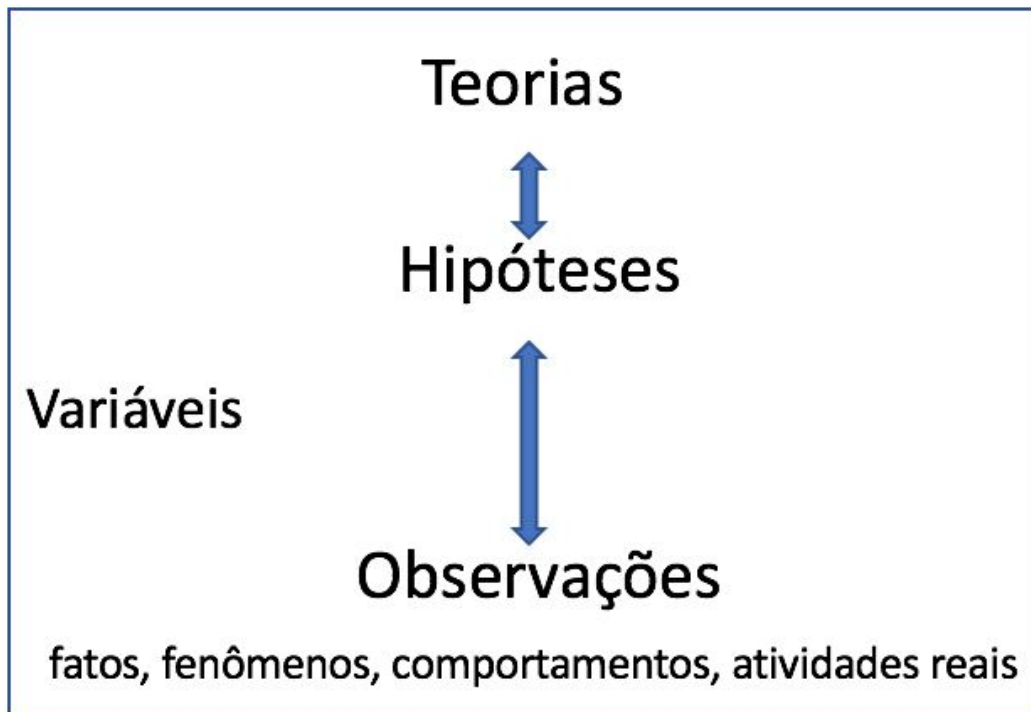 Teorias
Hipóteses
Variáveis
Observações
fatos, fenômenos, comportamentos, atividades reais